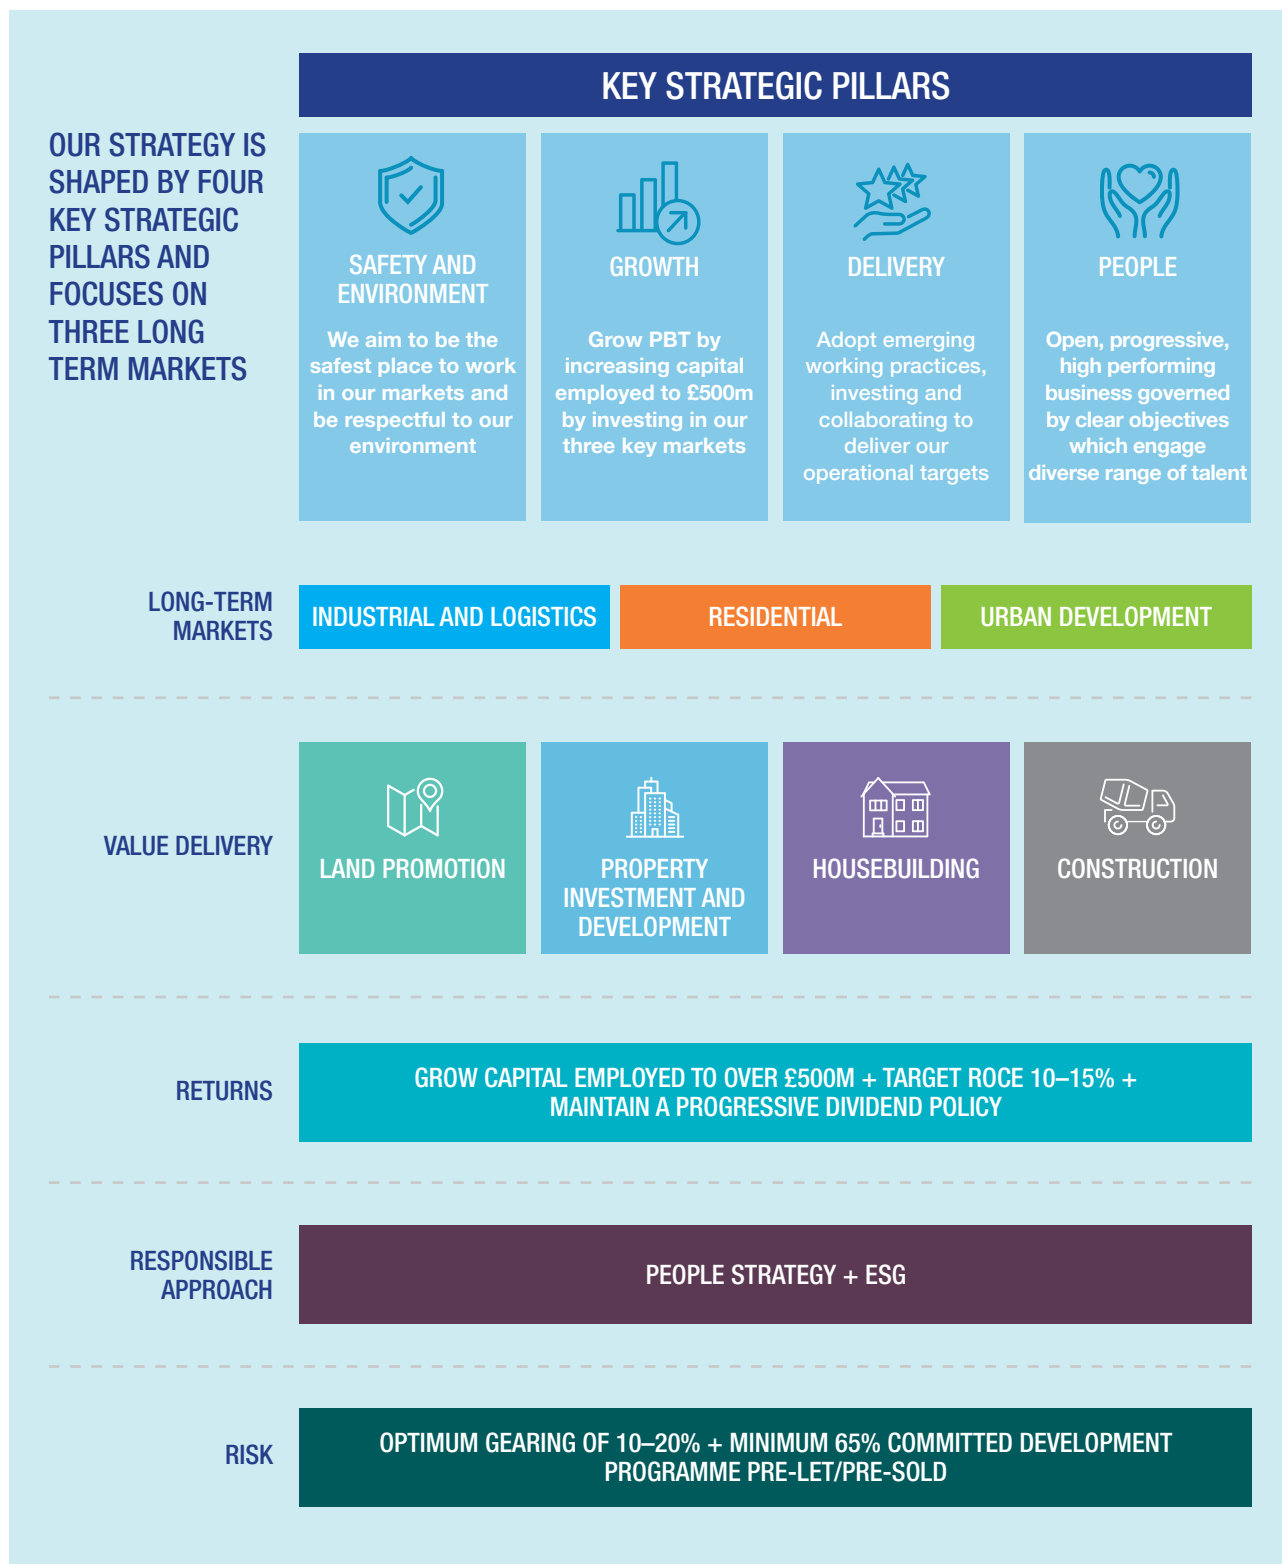 KEY STRATEGIC PILLARS
OUR STRATEGY IS
SHAPED BY FOUR
KEY STRATEGIC
PILLARS AND
FOCUSES ON
THREE LONG
TERM MARKETS
SAFETY AND
ENVIRONMENT
We aim to be the
safest place to work
in our markets and
be respectful to our
environment
GROWTH
Grow PBT by
increasing capital
employed to £500m
by investing in our
three key markets
DELIVERY
Adopt emerging
working practices,
investing and
collaborating to
deliver our
operational targets
PEOPLE
Open, progressive,
high performing
business governed
by clear objectives
which engage
diverse range of talent
LONG-TERM
MARKETS
INDUSTRIAL AND LOGISTICS
RESIDENTIAL
URBAN DEVELOPMENT
VALUE DELIVERY
LAND PROMOTION
PROPERTY
INVESTMENT AND
DEVELOPMENT
HOUSEBUILDING
CONSTRUCTION
RETURNS
GROW CAPITAL EMPLOYED TO OVER £500M + TARGET ROCE 10–15% +
MAINTAIN A PROGRESSIVE DIVIDEND POLICY
RESPONSIBLE
APPROACH
PEOPLE STRATEGY + ESG
RISK
OPTIMUM GEARING OF 10–20% + MINIMUM 65% COMMITTED DEVELOPMENT
PROGRAMME PRE-LET/PRE-SOLD